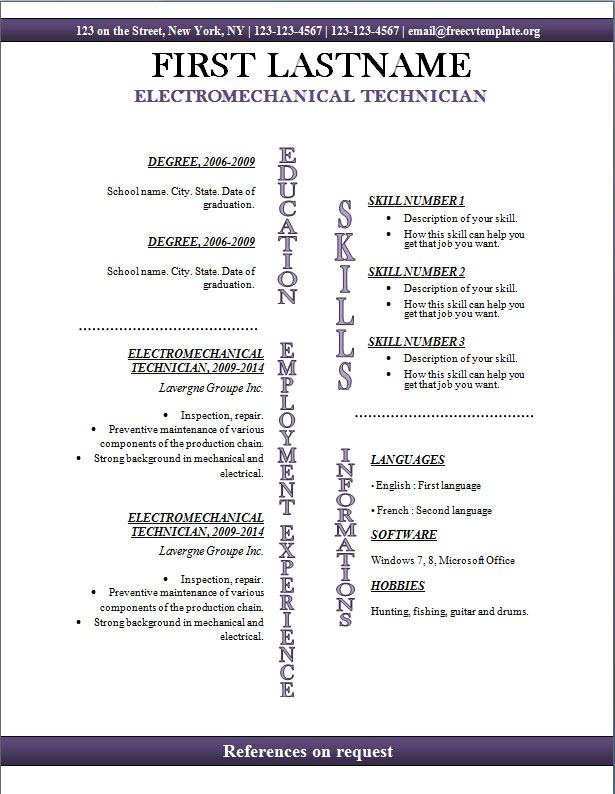 123 on the Street, New York, NY | 123-123-4567 | 123-123-4567 | email@freecvtemplate.org
FIRST LASTNAME
ELECTROMECHANICAL TECHNICIAN
EDUCATION
DEGREE, 2006-2009
School name. City. State. Date of
graduation.
DEGREE, 2006-2009
School name. City. State. Date of
graduation.
EMPLOYMENT EXPERIENCE
ELECTROMECHANICAL
TECHNICIAN, 2009-2014
Lavergne Groupe Inc.
• Inspection, repair.
• Preventive maintenance of various
components of the production chain.
• Strong background in mechanical and
electrical.
ELECTROMECHANICAL
TECHNICIAN, 2009-2014
Lavergne Groupe Inc.
• Inspection, repair.
• Preventive maintenance of various
components of the production chain.
• Strong background in mechanical and
electrical.
SKILLS
SKILL NUMBER 1
• Description of your skill.
• How this skill can help you
get that job you want.
SKILL NUMBER 2
• Description of your skill.
• How this skill can help you
get that job you want.
SKILL NUMBER 3
• Description of your skill.
• How this skill can help you
get that job you want.
INFORMATIONS
LANGUAGES
• English : First language
• French : Second language
SOFTWARE
Windows 7, 8, Microsoft Office
HOBBIES
Hunting, fishing, guitar and drums.
References on request